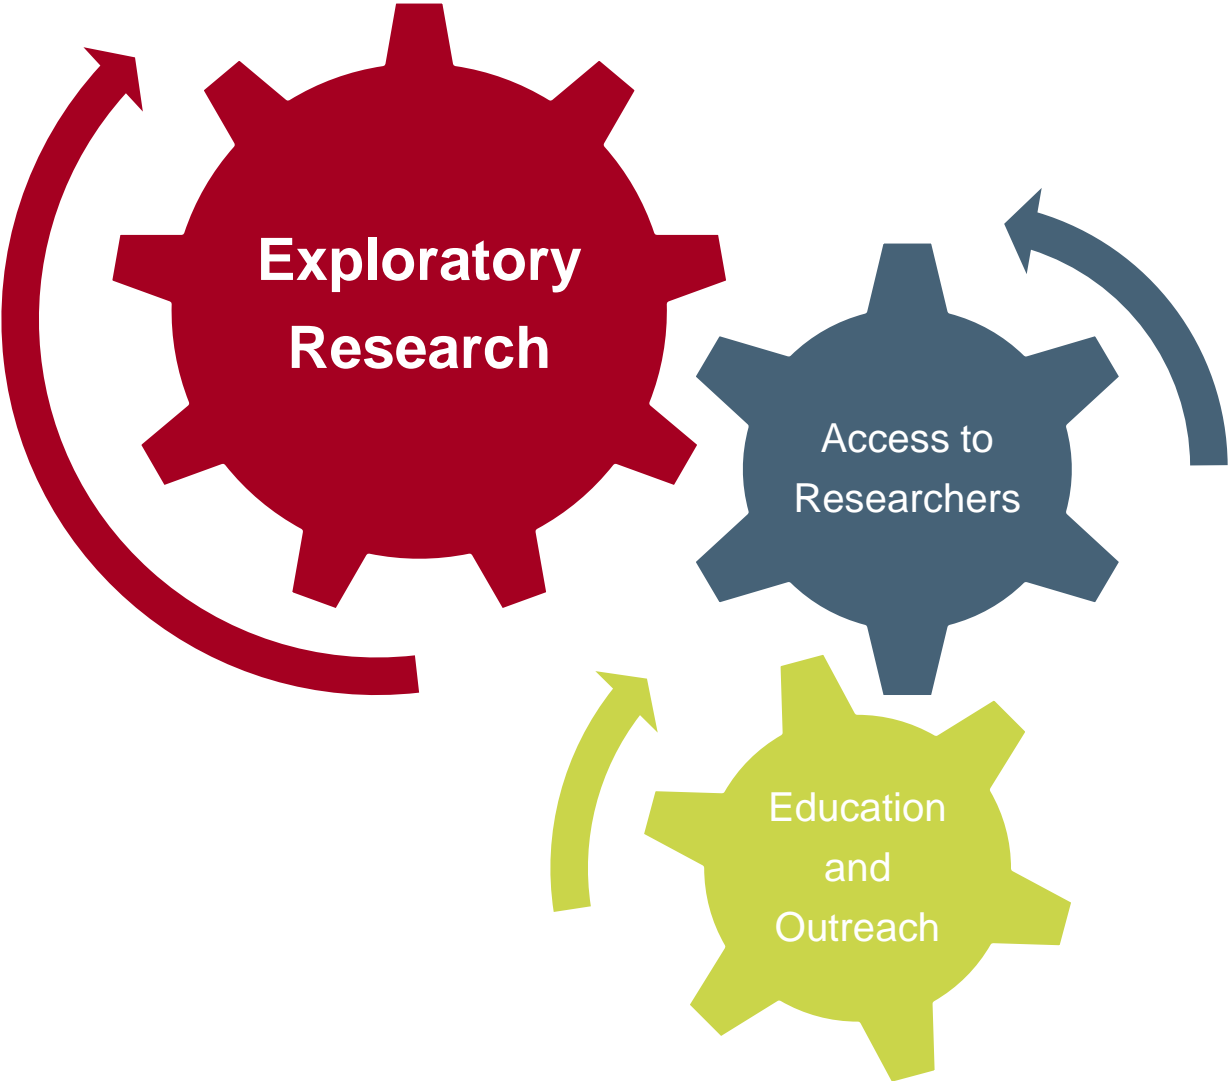 Exploratory
Research
Access to
Researchers
Education
and
Outreach